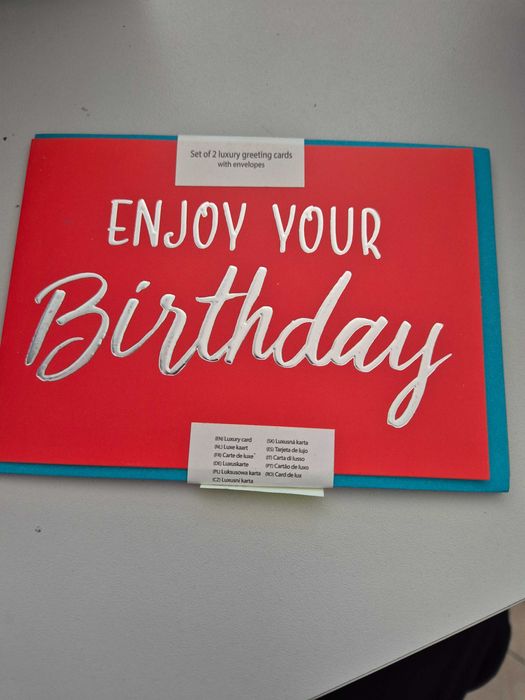 Set of 2 luxury greeting cards
with envelopes
ENJOY YOUR
Birthday
(EN) Luxury card
(NL) Luxe kaart
(FR) Carte de luxe
(DE) Luxuskarte
(PL) Luksusowa karta
(CZ) Luxusní karta
(SK) Luxusná karta
(ES) Tarjeta de lujo
(IT) Carta di lusso
(PT) Cartão de luxo
(RO) Card de lux